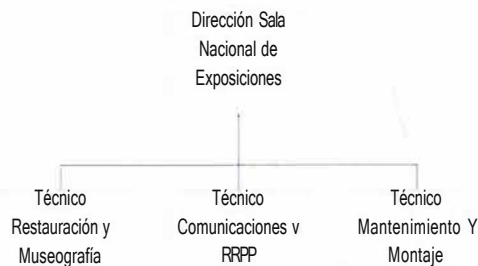 Dirección Sala
Nacional de
Exposiciones
Técnico
Restauración y
Museografía
Técnico
Comunicaciones v
RRPP
Técnico
Mantenimiento Y
Montaje